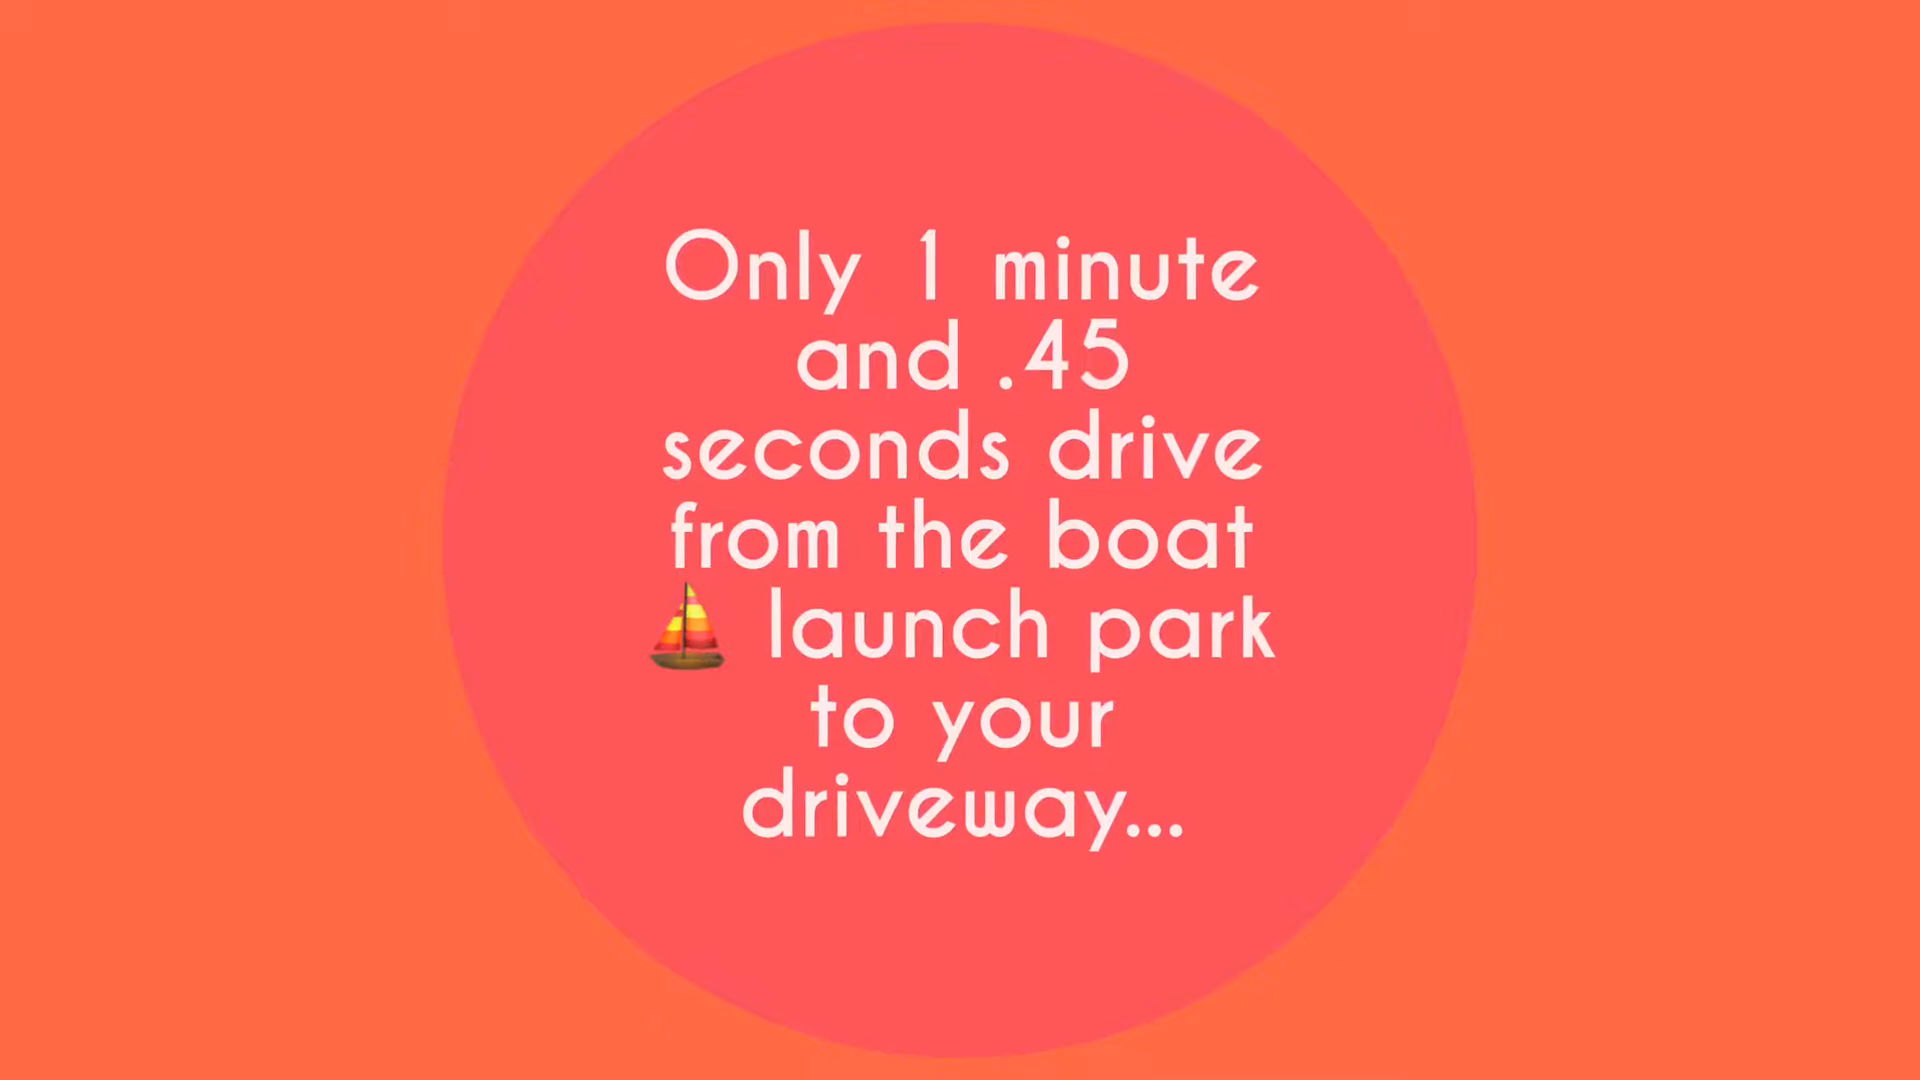 Only 1 minute
and .45
seconds drive
from the boat
⛵ launch park
to your
driveway...